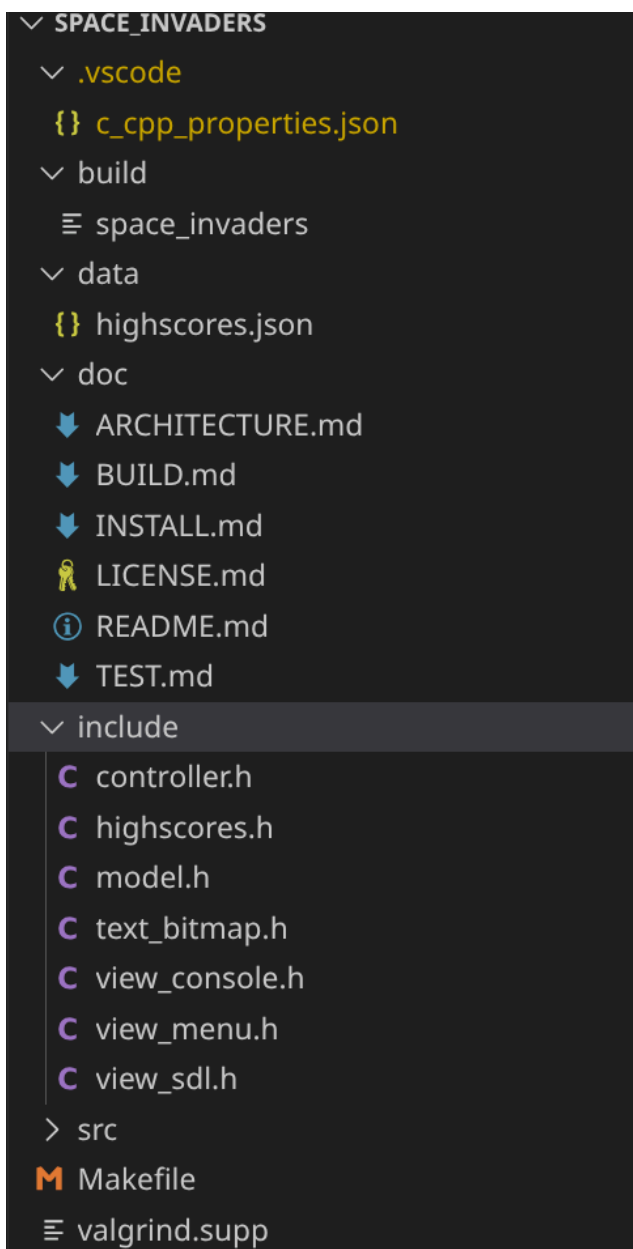 SPACE_INVADERS
.vscode
{} c_cpp_properties.json
build
space_invaders
data
{} highscores.json
doc
ARCHITECTURE.md
BUILD.md
INSTALL.md
LICENSE.md
README.md
TEST.md
include
C controller.h
C highscores.h
C model.h
C text_bitmap.h
C view_console.h
C view_menu.h
C view_sdl.h
src
M Makefile
valgrind.supp